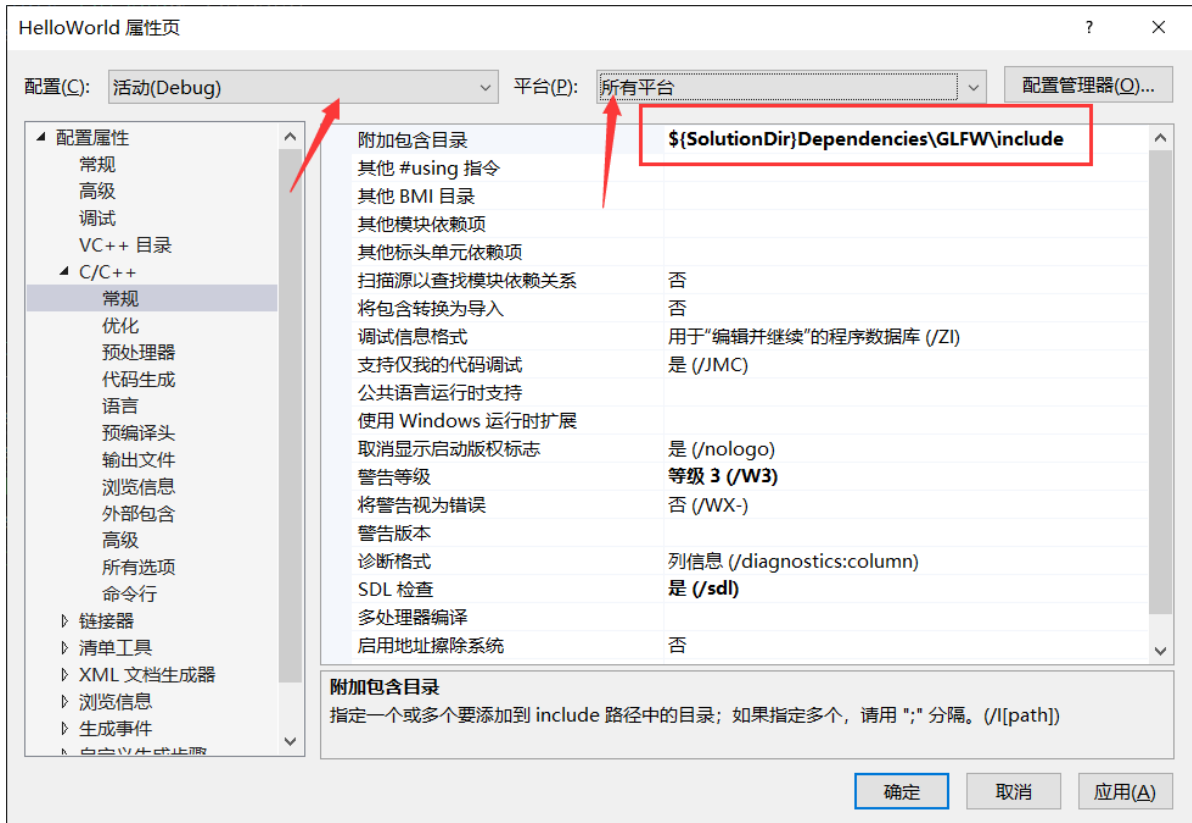 HelloWorld 属性页
?
配置(C): 活动(Debug) 平台(P): 所有平台 配置管理器(O)...
配置属性
常规
高级
调试
VC++ 目录
C/C++
常规
优化
预处理器
代码生成
语言
预编译头
输出文件
浏览信息
外部包含
高级
所有选项
命令行
链接器
清单工具
XML 文档生成器
浏览信息
生成事件
自定义生成步骤
附加包含目录 ${SolutionDir}Dependencies\GLFW\include
其他 #using 指令
其他 BMI 目录
其他模块依赖项
其他标头单元依赖项
扫描源以查找模块依赖关系 否
将包含转换为导入 否
调试信息格式 用于“编辑并继续”的程序数据库 (/ZI)
支持仅我的代码调试 是 (/JMC)
公共语言运行时支持
使用 Windows 运行时扩展
取消显示启动版权标志 是 (/nologo)
警告等级 等级 3 (/W3)
将警告视为错误 否 (/WX-)
警告版本
诊断格式 列信息 (/diagnostics:column)
SDL 检查 是 (/sdl)
多处理器编译
启用地址擦除系统 否
附加包含目录
指定一个或多个要添加到 include 路径中的目录；如果指定多个，请用 ";" 分隔。(/I[path])
确定 取消 应用(A)